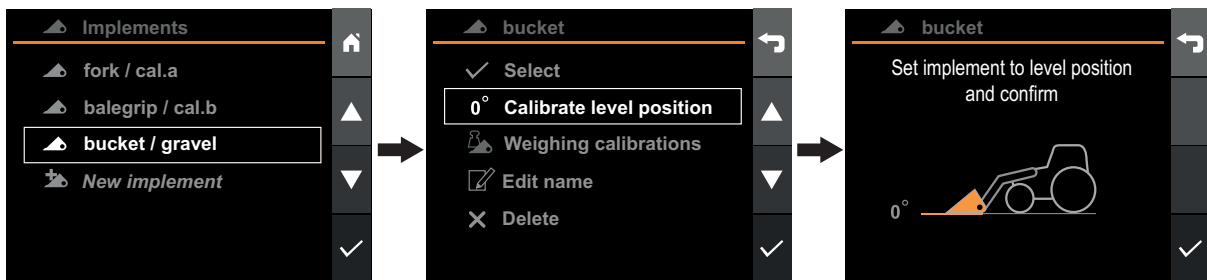 Implements
fork / cal.a
balegrip / cal.b
bucket / gravel
New implement
bucket
Select
0° Calibrate level position
Weighing calibrations
Edit name
Delete
bucket
Set implement to level position
and confirm
0°